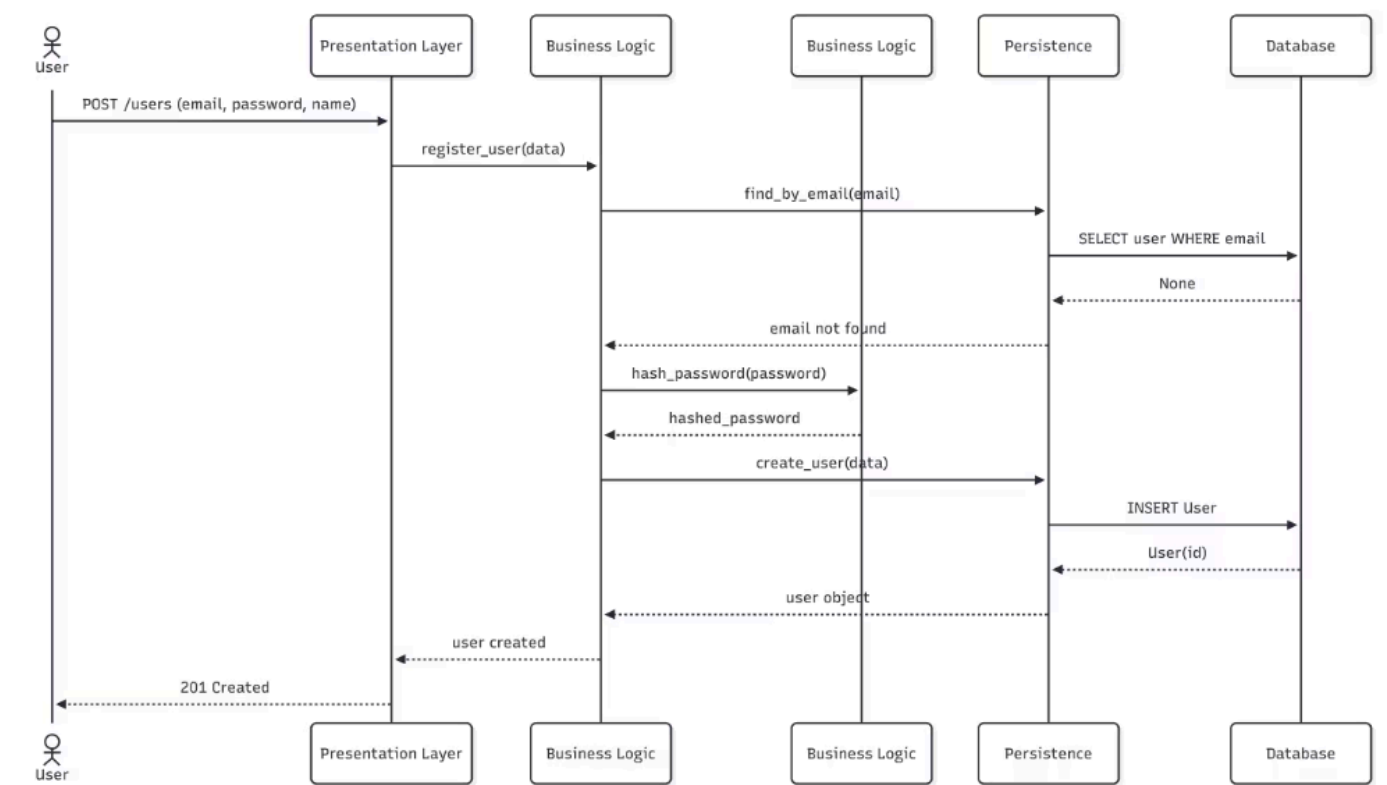 User
Presentation Layer
Business Logic
Business Logic
Persistence
Database
POST /users (email, password, name)
register_user(data)
find_by_email(email)
SELECT user WHERE email
None
email not found
hash_password(password)
hashed_password
create_user(data)
INSERT User
User(id)
user object
user created
201 Created
User
Presentation Layer
Business Logic
Business Logic
Persistence
Database